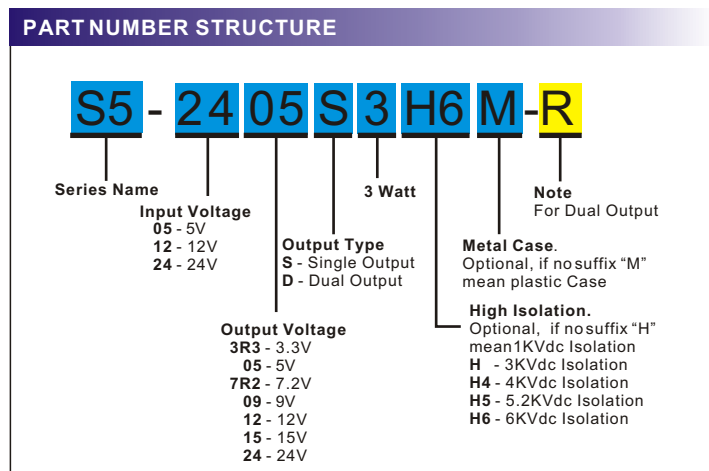 PART NUMBER STRUCTURE
S5 - 24 05 S 3 H6 M - R
Series Name
Input Voltage
05 - 5V
12 - 12V
24 - 24V
Output Voltage
3R3 - 3.3V
05 - 5V
7R2 - 7.2V
09 - 9V
12 - 12V
15 - 15V
24 - 24V
Output Type
S - Single Output
D - Dual Output
3 Watt
High Isolation.
Optional, if no suffix “H”
mean1KVdc Isolation
H - 3KVdc Isolation
H4 - 4KVdc Isolation
H5 - 5.2KVdc Isolation
H6 - 6KVdc Isolation
Metal Case.
Optional, if no suffix “M”
mean plastic Case
Note
For Dual Output